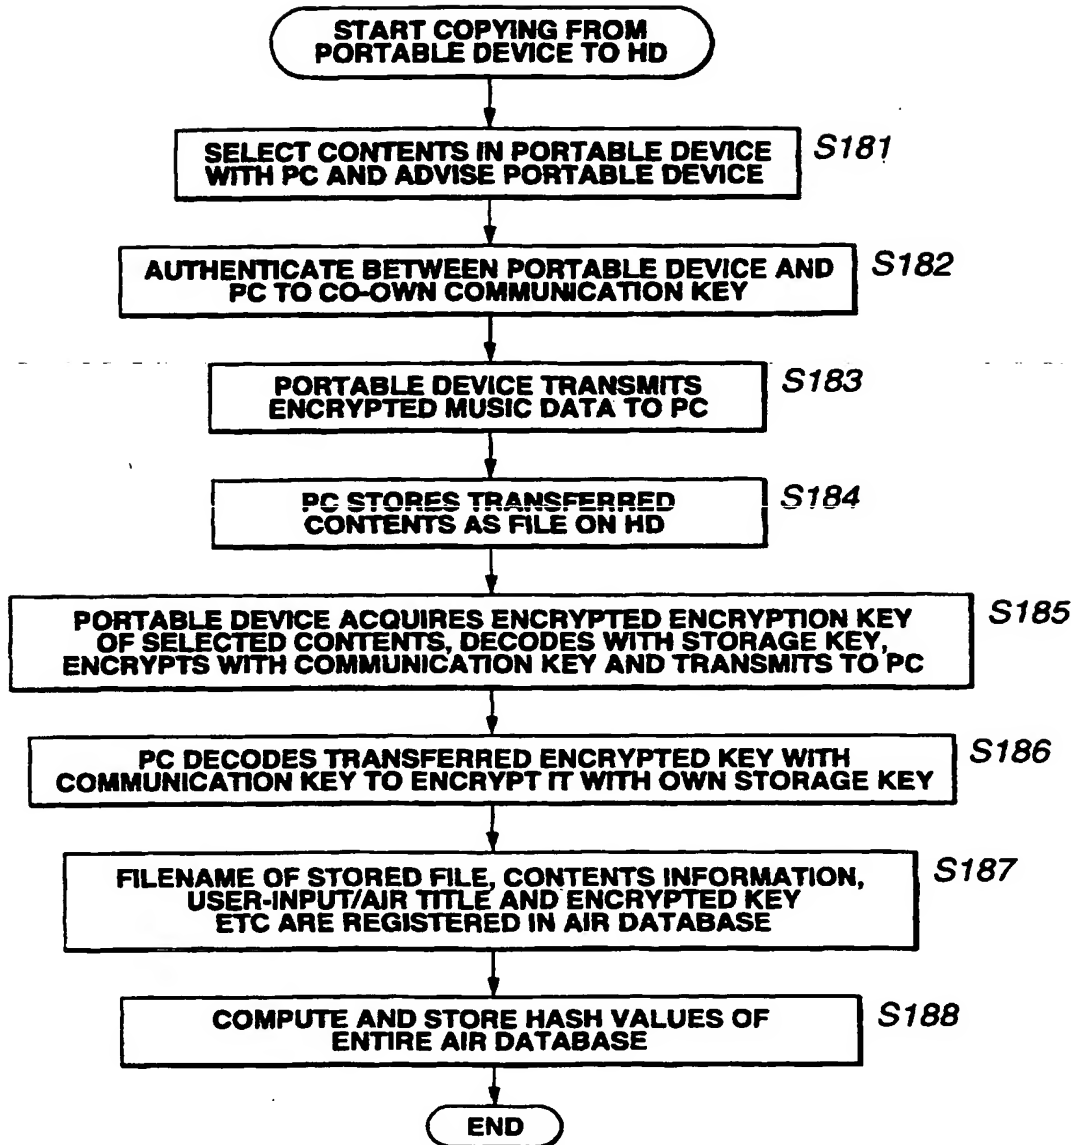 START COPYING FROM
PORTABLE DEVICE TO HD
SELECT CONTENTS IN PORTABLE DEVICE
WITH PC AND ADVISE PORTABLE DEVICE
S181
AUTHENTICATE BETWEEN PORTABLE DEVICE AND
PC TO CO-OWN COMMUNICATION KEY
S182
PORTABLE DEVICE TRANSMITS
ENCRYPTED MUSIC DATA TO PC
S183
PC STORES TRANSFERRED
CONTENTS AS FILE ON HD
S184
PORTABLE DEVICE ACQUIRES ENCRYPTED ENCRYPTION KEY
OF SELECTED CONTENTS, DECODES WITH STORAGE KEY,
ENCRYPTS WITH COMMUNICATION KEY AND TRANSMITS TO PC
S185
PC DECODES TRANSFERRED ENCRYPTED KEY WITH
COMMUNICATION KEY TO ENCRYPT IT WITH OWN STORAGE KEY
S186
FILENAME OF STORED FILE, CONTENTS INFORMATION,
USER-INPUT/AIR TITLE AND ENCRYPTED KEY
ETC ARE REGISTERED IN AIR DATABASE
S187
COMPUTE AND STORE HASH VALUES OF
ENTIRE AIR DATABASE
S188
END